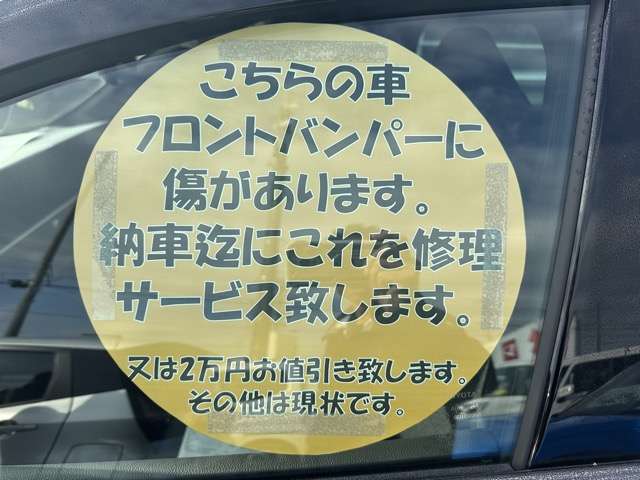 こちらの車
フロントバンパーに
傷があります。
納車迄にこれを修理
サービス致します。
又は2万円お値引き致します。
その他は現状です。